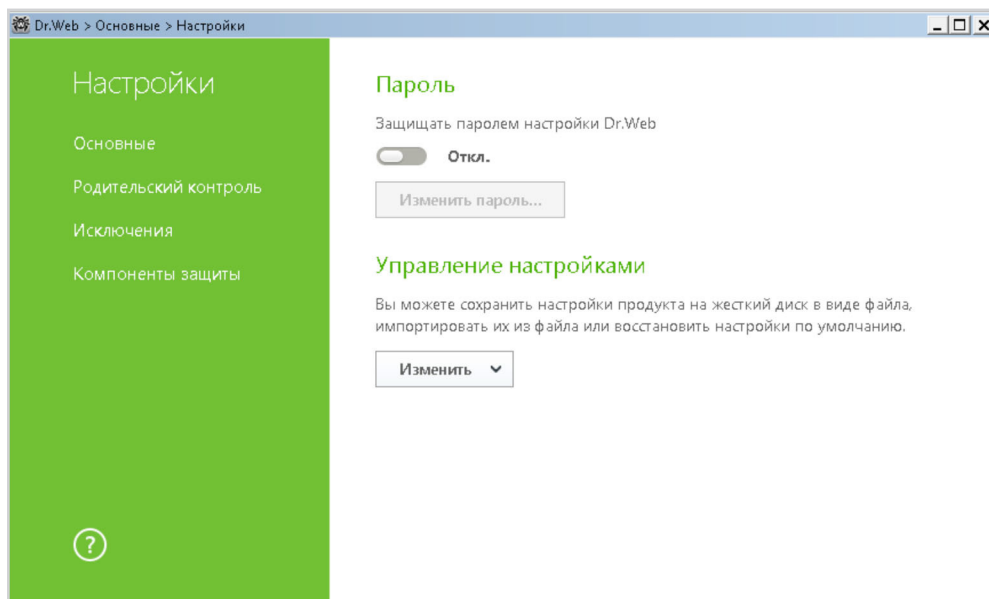 Dr.Web > Основные > Настройки
Настройки
Основные
Родительский контроль
Исключения
Компоненты защиты
?
Пароль
Защищать паролем настройки Dr.Web
Откл.
Изменить пароль...
Управление настройками
Вы можете сохранить настройки продукта на жесткий диск в виде файла,
импортировать их из файла или восстановить настройки по умолчанию.
Изменить